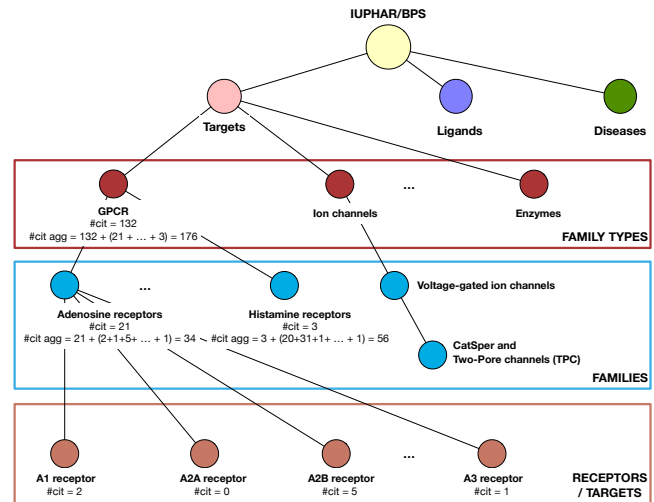 IUPHAR/BPS
Targets
Ligands
Diseases
...
GPCR
#cit = 132
#cit agg = 132 + (21 + ... + 3) = 176
Ion channels
Enzymes
FAMILY TYPES
...
Adenosine receptors
#cit = 21
#cit agg = 21 + (2+1+5+ ... + 1) = 34
Histamine receptors
#cit = 3
#cit agg = 3 + (20+31+1+ ... + 1) = 56
Voltage-gated ion channels
CatSper and
Two-Pore channels (TPC)
FAMILIES
...
A1 receptor
#cit = 2
A2A receptor
#cit = 0
A2B receptor
#cit = 5
A3 receptor
#cit = 1
RECEPTORS
/ TARGETS